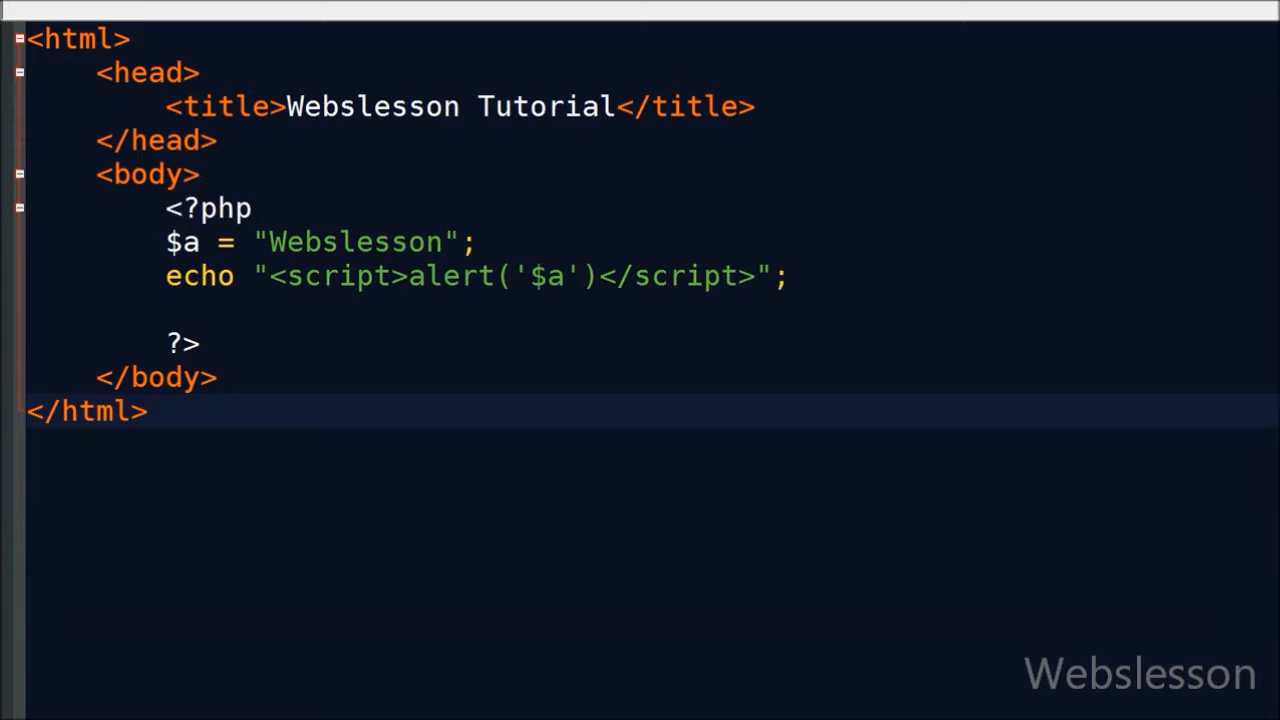 <html>
    <head>
        <title>Webslesson Tutorial</title>
    </head>
    <body>
        <?php
        $a = "Webslesson";
        echo "<script>alert('$a')</script>";

        ?>
    </body>
</html>
Webslesson